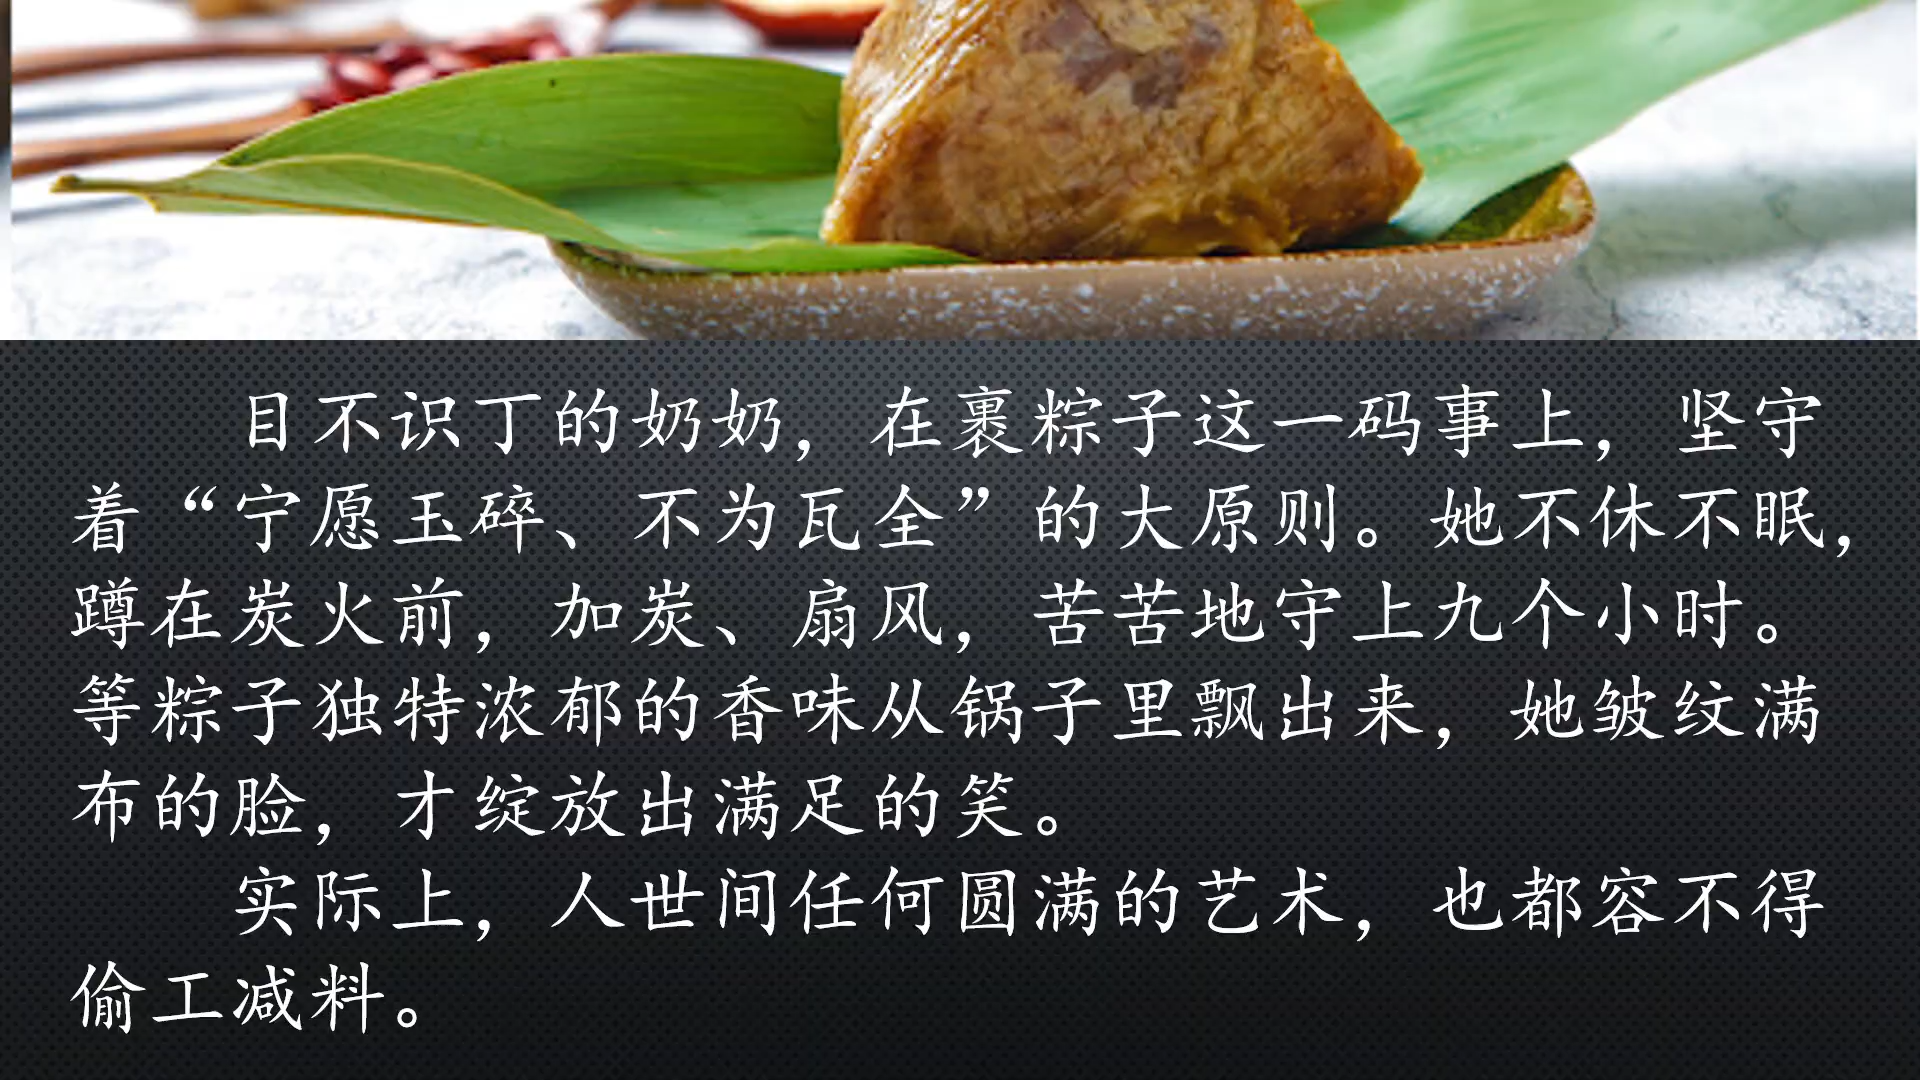 目不识丁的奶奶，在裹粽子这一码事上，坚守
着“宁愿玉碎、不为瓦全”的大原则。她不休不眠，
蹲在炭火前，加炭、扇风，苦苦地守上九个小时。
等粽子独特浓郁的香味从锅子里飘出来，她皱纹满
布的脸，才绽放出满足的笑。
实际上，人世间任何圆满的艺术，也都容不得
偷工减料。